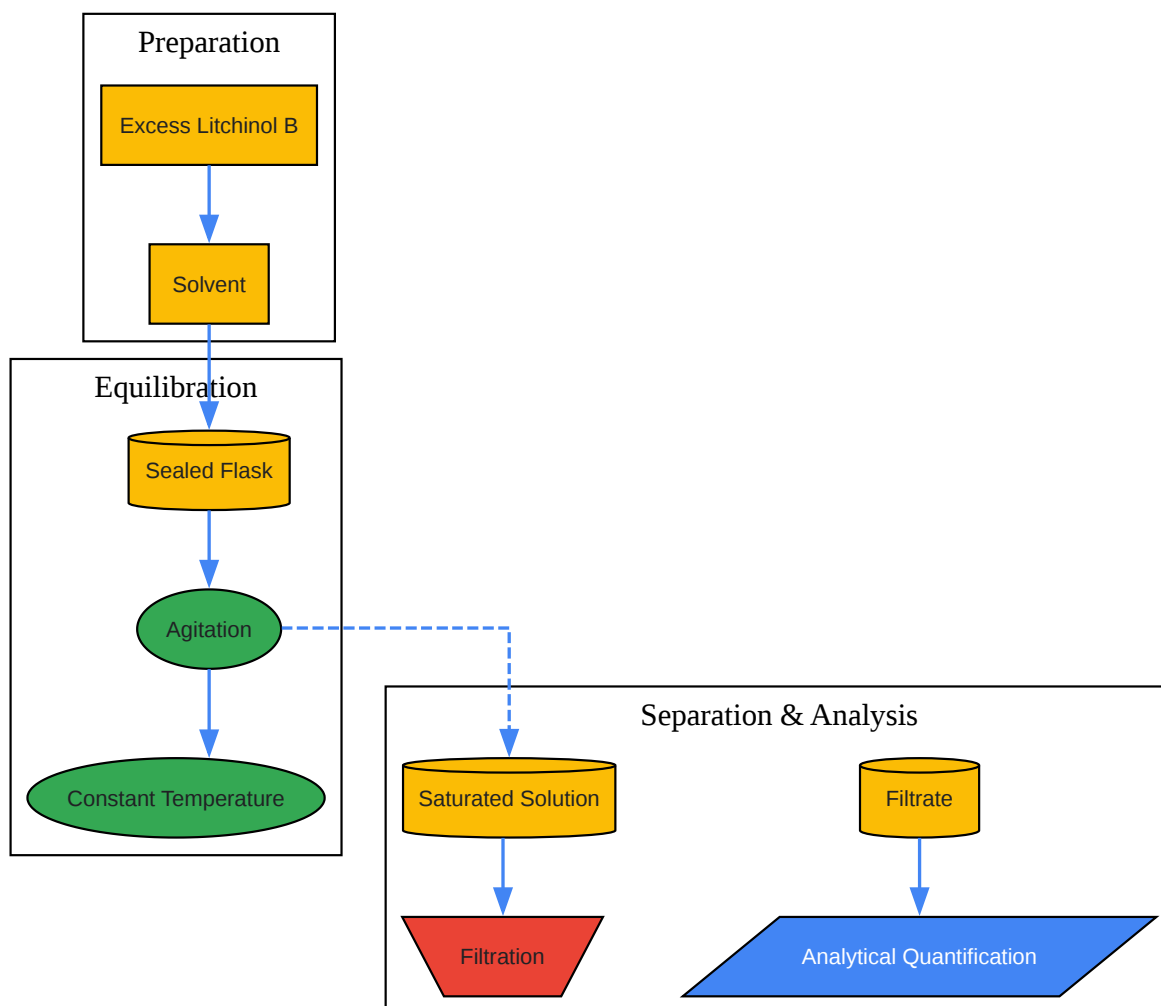 Preparation
Excess Litchinol B
Solvent
Equilibration
Sealed Flask
Agitation
Constant Temperature
Separation & Analysis
Saturated Solution
Filtrate
Filtration
Analytical Quantification